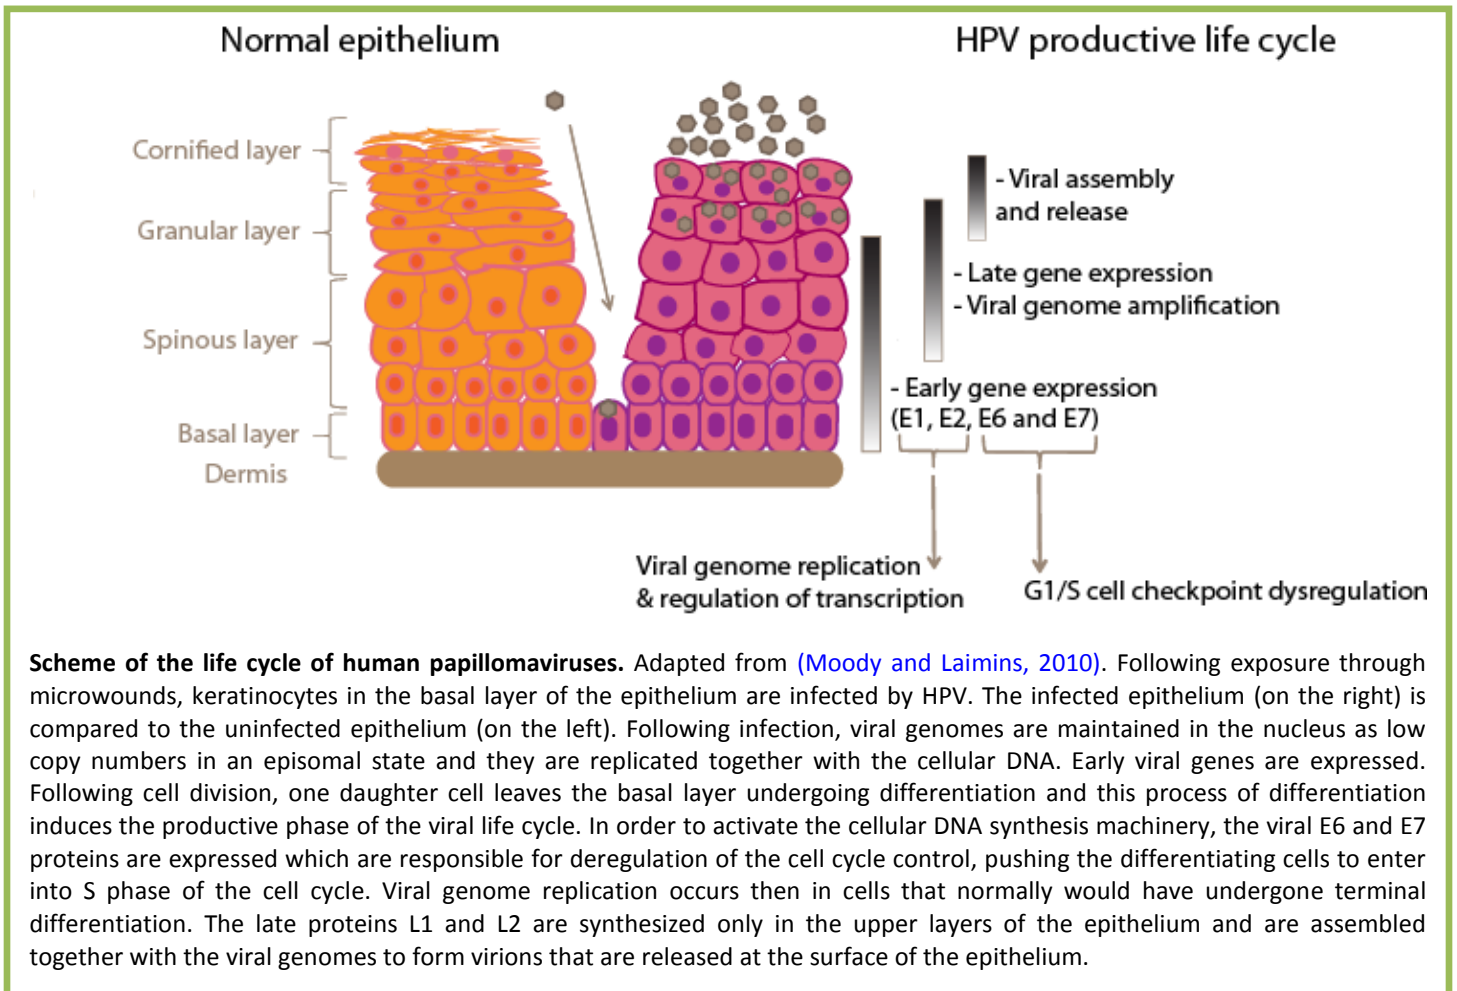 Normal epithelium
HPV productive life cycle
Cornified layer
Granular layer
Spinous layer
Basal layer
Dermis
- Viral assembly
and release
- Late gene expression
- Viral genome amplification
- Early gene expression
(E1, E2, E6 and E7)
Viral genome replication
& regulation of transcription
G1/S cell checkpoint dysregulation
Scheme of the life cycle of human papillomaviruses. Adapted from (Moody and Laimins, 2010). Following exposure through
microwounds, keratinocytes in the basal layer of the epithelium are infected by HPV. The infected epithelium (on the right) is
compared to the uninfected epithelium (on the left). Following infection, viral genomes are maintained in the nucleus as low
copy numbers in an episomal state and they are replicated together with the cellular DNA. Early viral genes are expressed.
Following cell division, one daughter cell leaves the basal layer undergoing differentiation and this process of differentiation
induces the productive phase of the viral life cycle. In order to activate the cellular DNA synthesis machinery, the viral E6 and E7
proteins are expressed which are responsible for deregulation of the cell cycle control, pushing the differentiating cells to enter
into S phase of the cell cycle. Viral genome replication occurs then in cells that normally would have undergone terminal
differentiation. The late proteins L1 and L2 are synthesized only in the upper layers of the epithelium and are assembled
together with the viral genomes to form virions that are released at the surface of the epithelium.